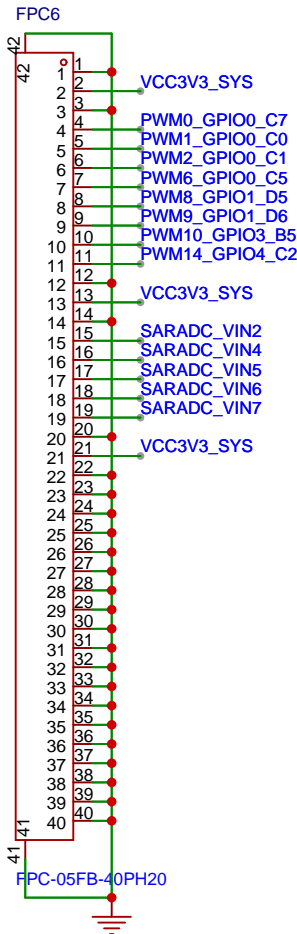 FPC6
42
42
1 1
2 2 VCC3V3_SYS
3 3
4 4 PWM0_GPIO0_C7
5 5 PWM1_GPIO0_C0
6 6 PWM2_GPIO0_C1
7 7 PWM6_GPIO0_C5
8 8 PWM8_GPIO1_D5
9 9 PWM9_GPIO1_D6
10 10 PWM10_GPIO3_B5
11 11 PWM14_GPIO4_C2
12 12
13 13 VCC3V3_SYS
14 14
15 15 SARADC_VIN2
16 16 SARADC_VIN4
17 17 SARADC_VIN5
18 18 SARADC_VIN6
19 19 SARADC_VIN7
20 20
21 21 VCC3V3_SYS
22 22
23 23
24 24
25 25
26 26
27 27
28 28
29 29
30 30
31 31
32 32
33 33
34 34
35 35
36 36
37 37
38 38
39 39
40 40
41
41
FPC-05FB-40PH20